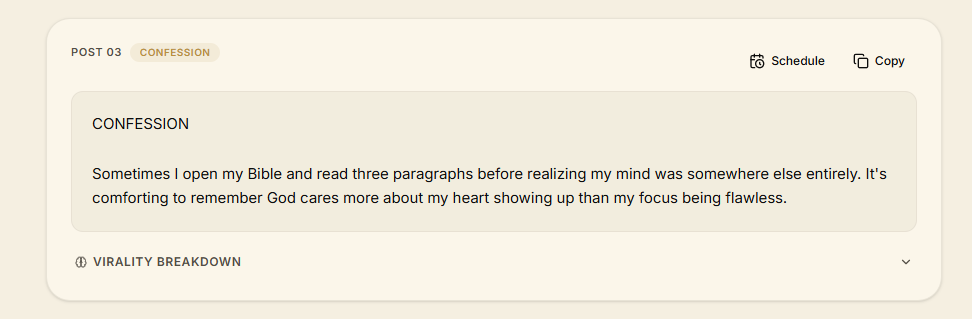 POST 03 CONFESSION
Schedule Copy
CONFESSION
Sometimes I open my Bible and read three paragraphs before realizing my mind was somewhere else entirely. It's
comforting to remember God cares more about my heart showing up than my focus being flawless.
VIRALITY BREAKDOWN